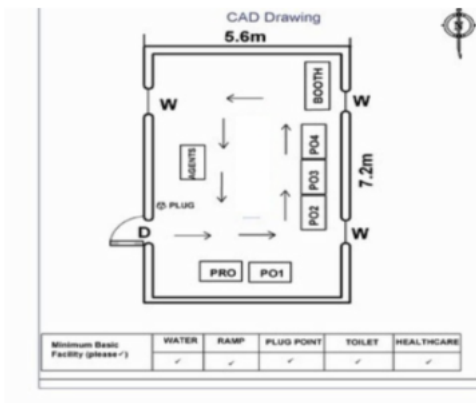 CAD Drawing
5.6m
BOOTH
W
W
PO4
AGENTS
PO3
7.2m
PLUG
PO2
D
W
PRO
PO1
Minimum Basic
Facility (please✓)
WATER
RAMP
PLUG POINT
TOILET
HEALTHCARE
✓
✓
✓
✓
✓